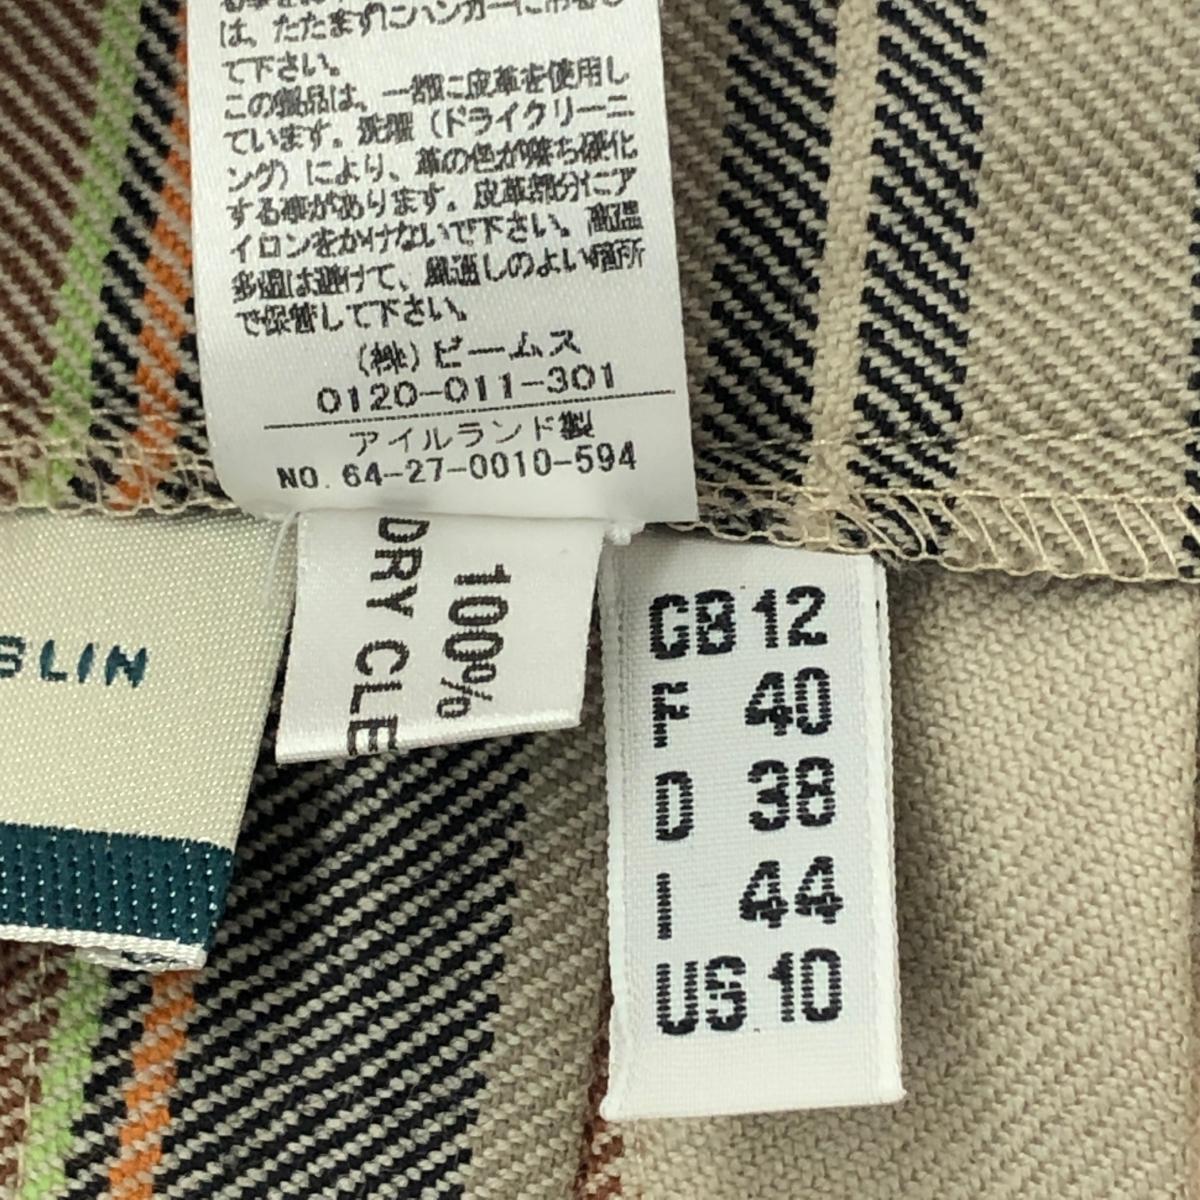 は、たたまずにハンガーに吊るし
て下さい。
この製品は、一部に皮革を使用し
ています。洗濯（ドライクリーニ
ング）により、革の色が落ち硬化
する事があります。皮革部分にア
イロンをかけないで下さい。高温
多湿は避けて、風通しのよい場所
で保管して下さい。
（株）ビームス
0120-011-301
アイルランド製
NO. 64-27-0010-594
SLIN
100%
DRY CLE
GB 12
F 40
D 38
I 44
US 10